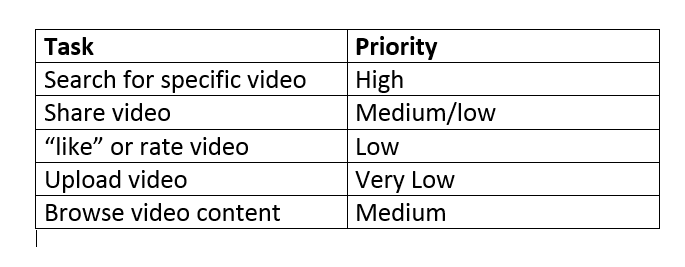 Task Priority
Search for specific video High
Share video Medium/low
“like” or rate video Low
Upload video Very Low
Browse video content Medium